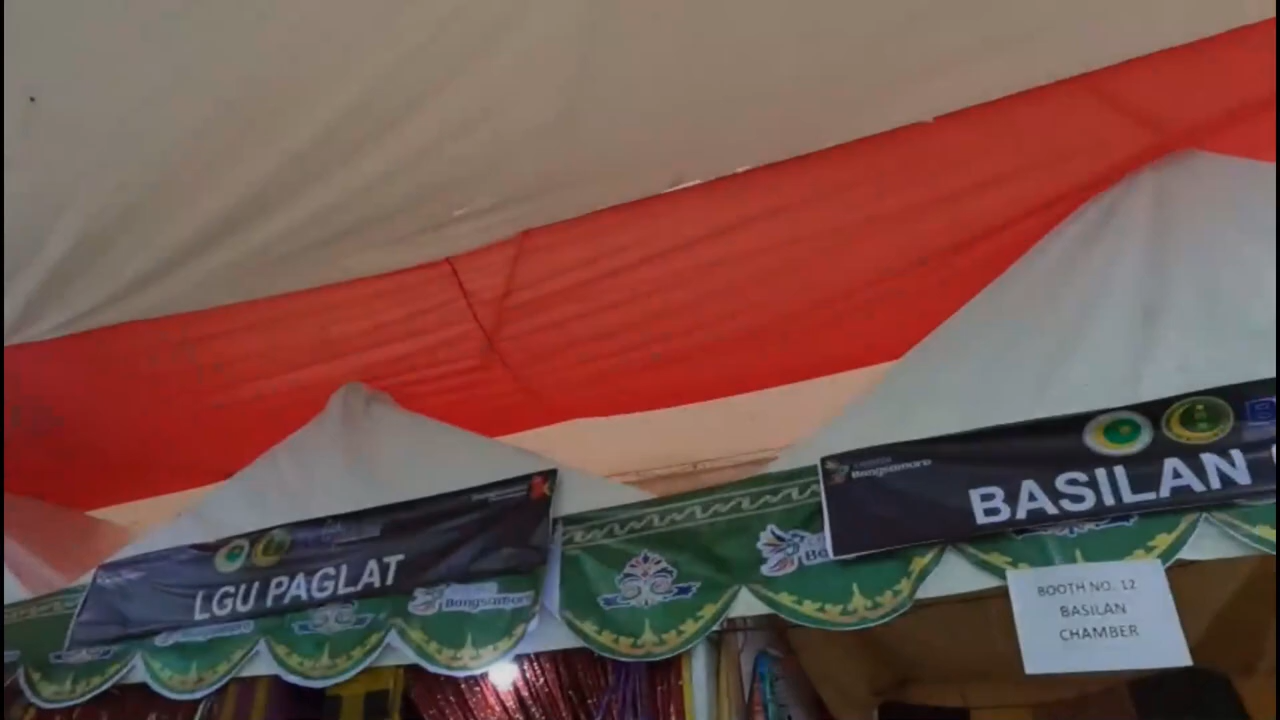 LGU PAGLAT
Bangsamoro
Bangsamoro
BASILAN
BOOTH NO. 12
BASILAN
CHAMBER